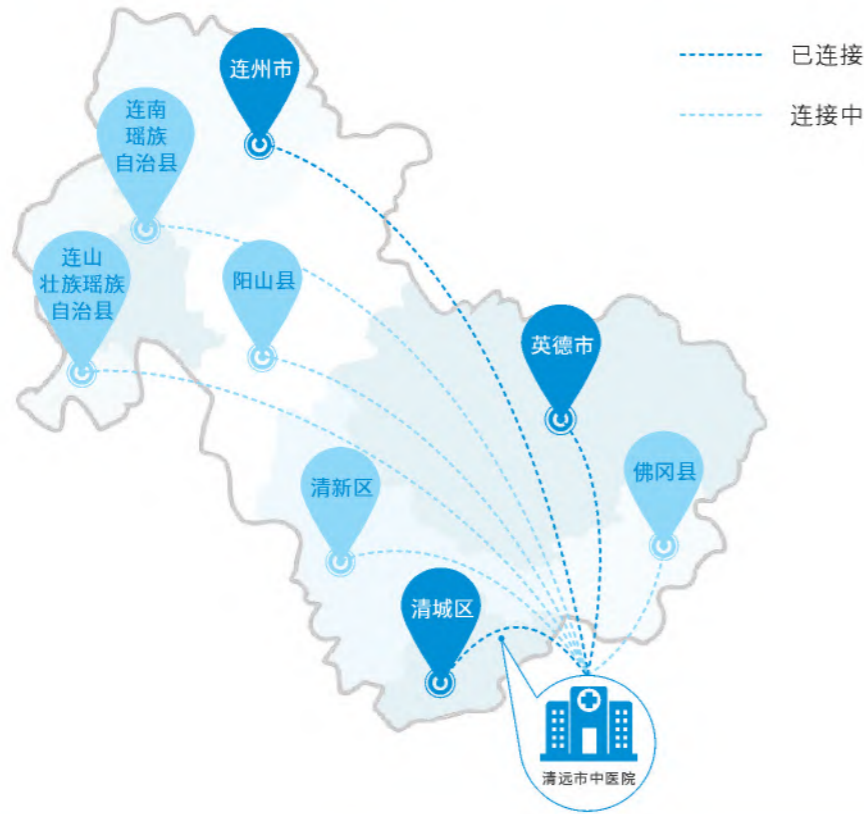 连州市
已连接
连接中
连南
瑶族
自治县
连山
壮族瑶族
自治县
阳山县
英德市
清新区
佛冈县
清城区
清远市中医院